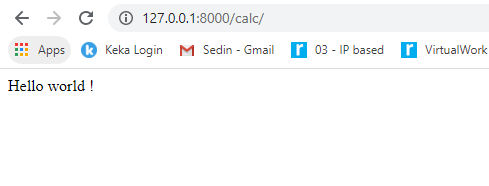 127.0.0.1:8000/calc/
Apps Keka Login Sedin - Gmail 03 - IP based VirtualWork
Hello world !